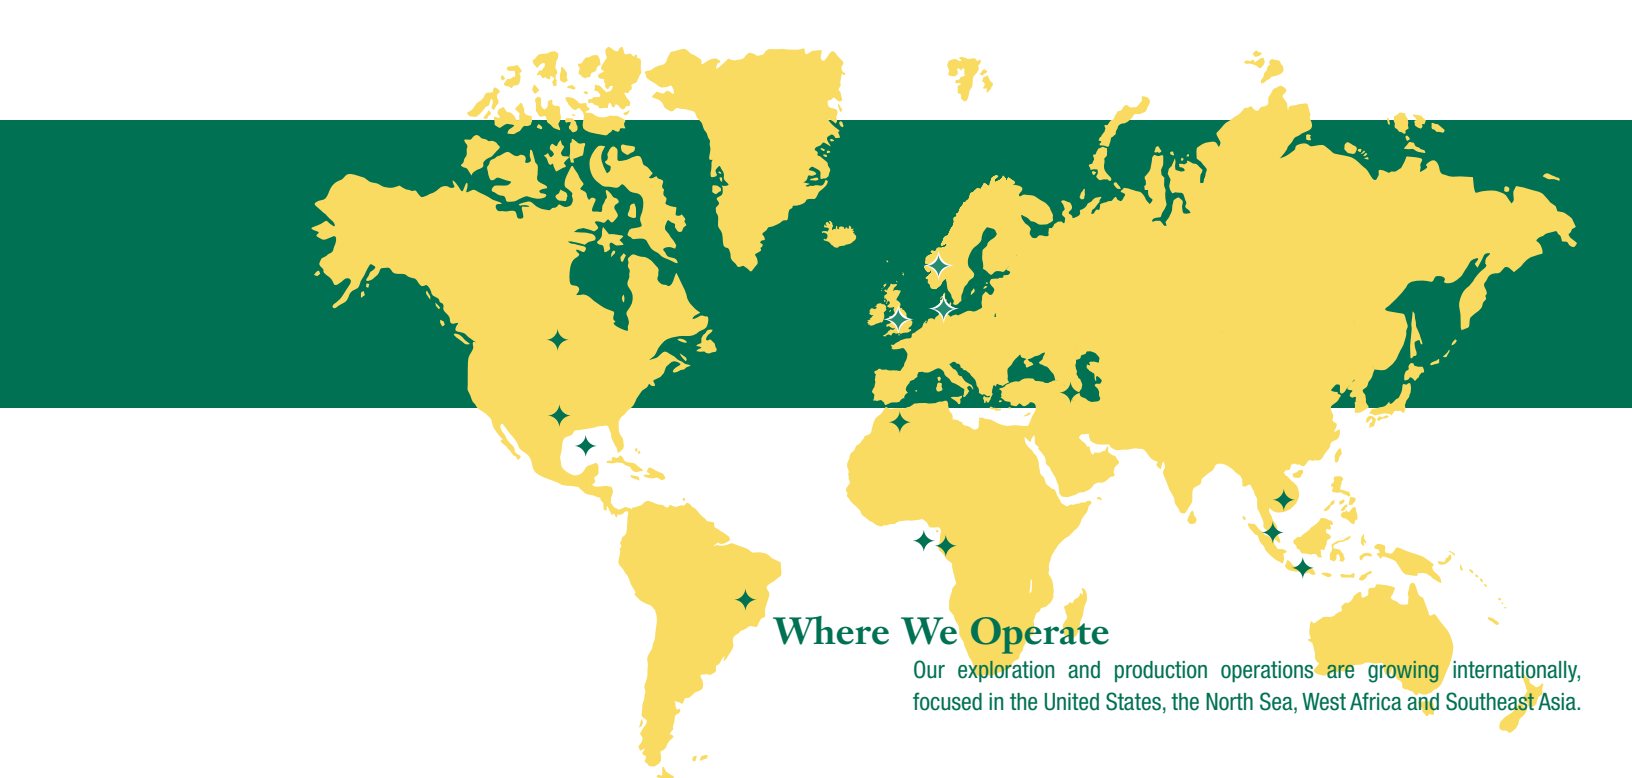 Where We Operate
Our exploration and production operations are growing internationally,
focused in the United States, the North Sea, West Africa and Southeast Asia.